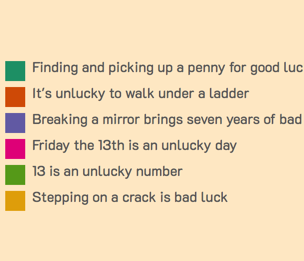 Finding and picking up a penny for good luc
It's unlucky to walk under a ladder
Breaking a mirror brings seven years of bad
Friday the 13th is an unlucky day
13 is an unlucky number
Stepping on a crack is bad luck